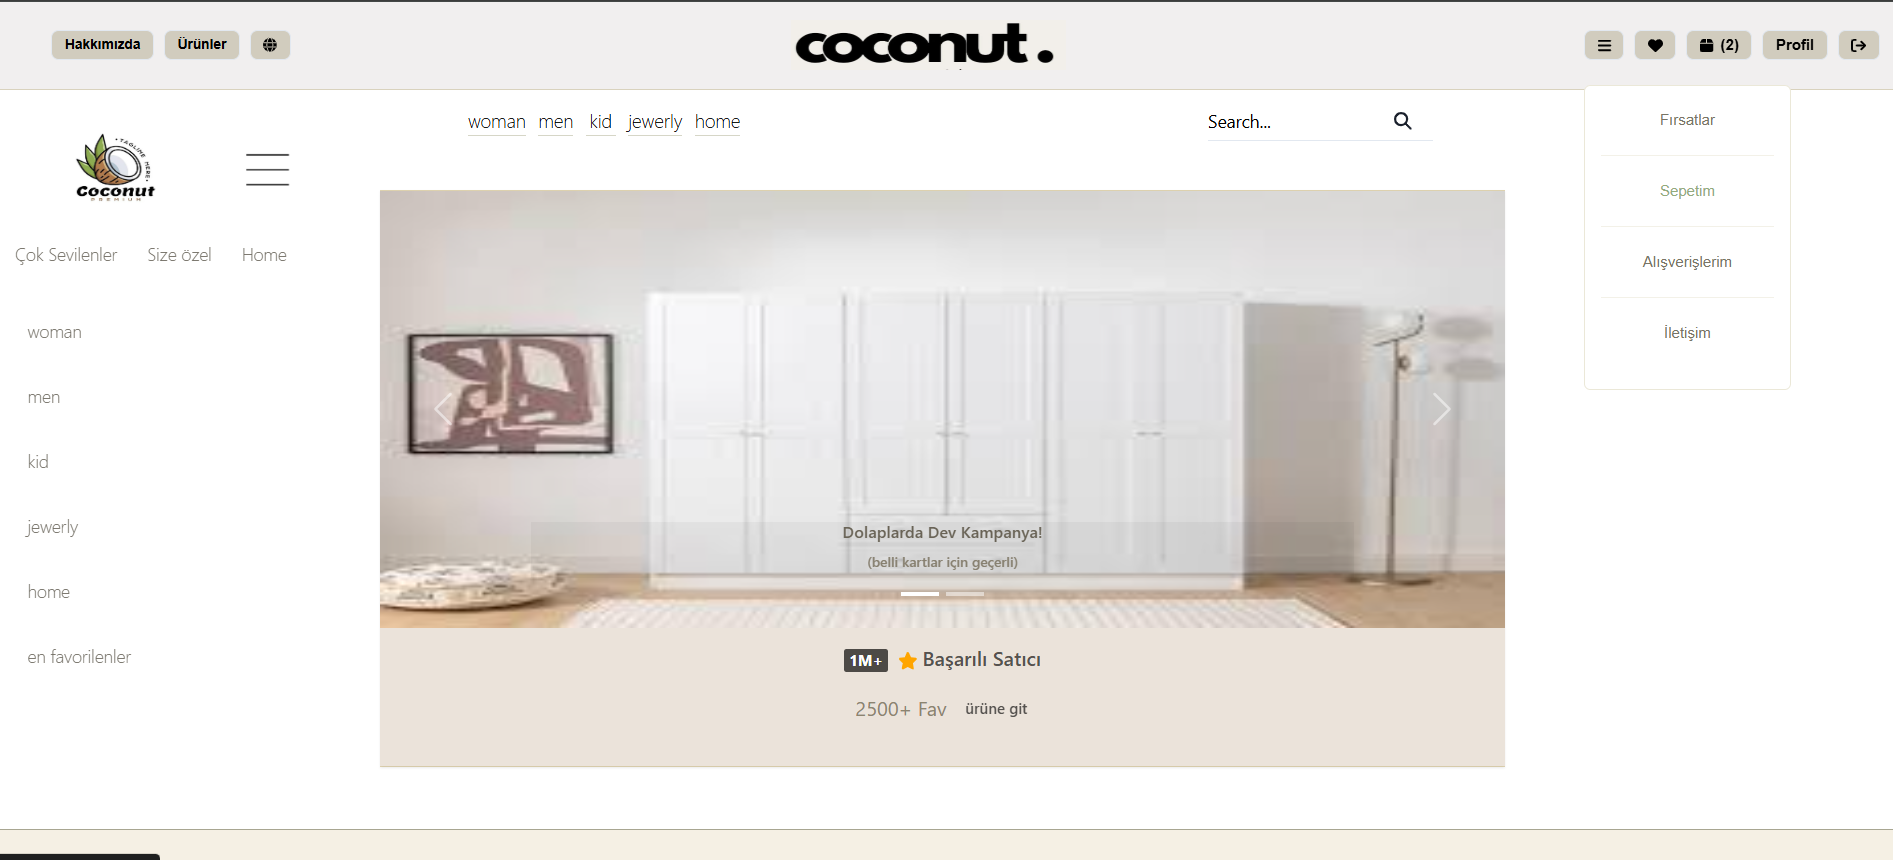 Hakkımızda Ürünler
coconut.
(2) Profil
woman men kid jewerly home
Search...
Fırsatlar
Sepetim
Alışverişlerim
İletişim
• TAGLINE HERE •
Coconut
PREMIUM
Çok Sevilenler Size özel Home
woman
men
kid
jewerly
home
en favorilenler
Dolaplarda Dev Kampanya!
(belli kartlar için geçerli)
1M+ Başarılı Satıcı
2500+ Fav ürüne git